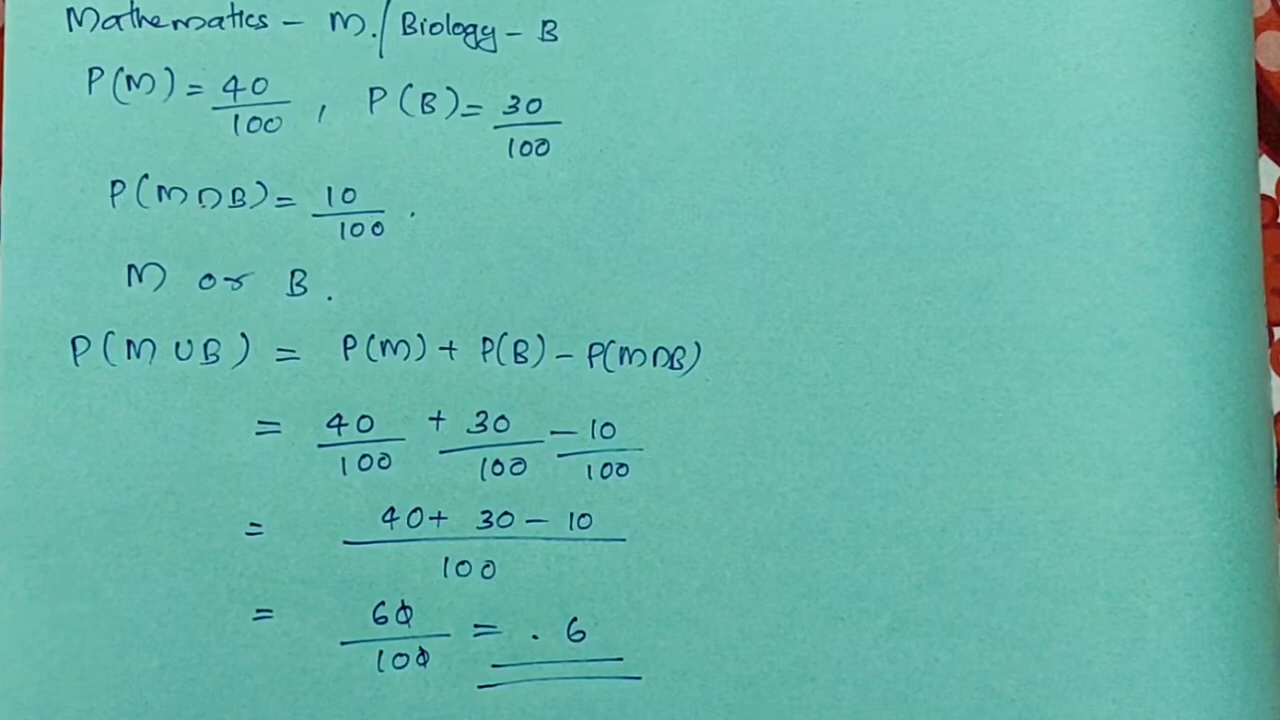 Mathematics - M. / Biology - B
P(M) = 40/100 , P(B) = 30/100
P(M ∩ B) = 10/100 .
M or B.
P(M ∪ B) = P(M) + P(B) - P(M ∩ B)
= 40/100 + 30/100 - 10/100
= 40 + 30 - 10 / 100
= 60/100 = .6